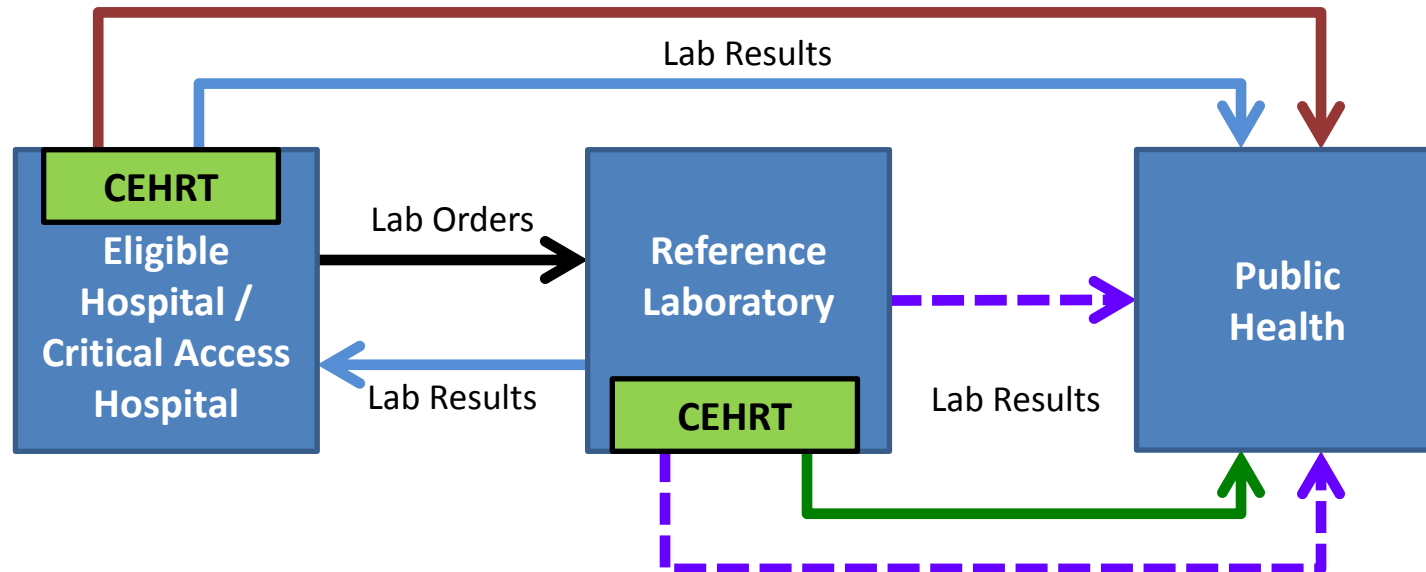 Lab Results
CEHRT
Eligible
Hospital /
Critical Access
Hospital
Lab Orders
Lab Results
Reference
Laboratory
CEHRT
Lab Results
Public
Health